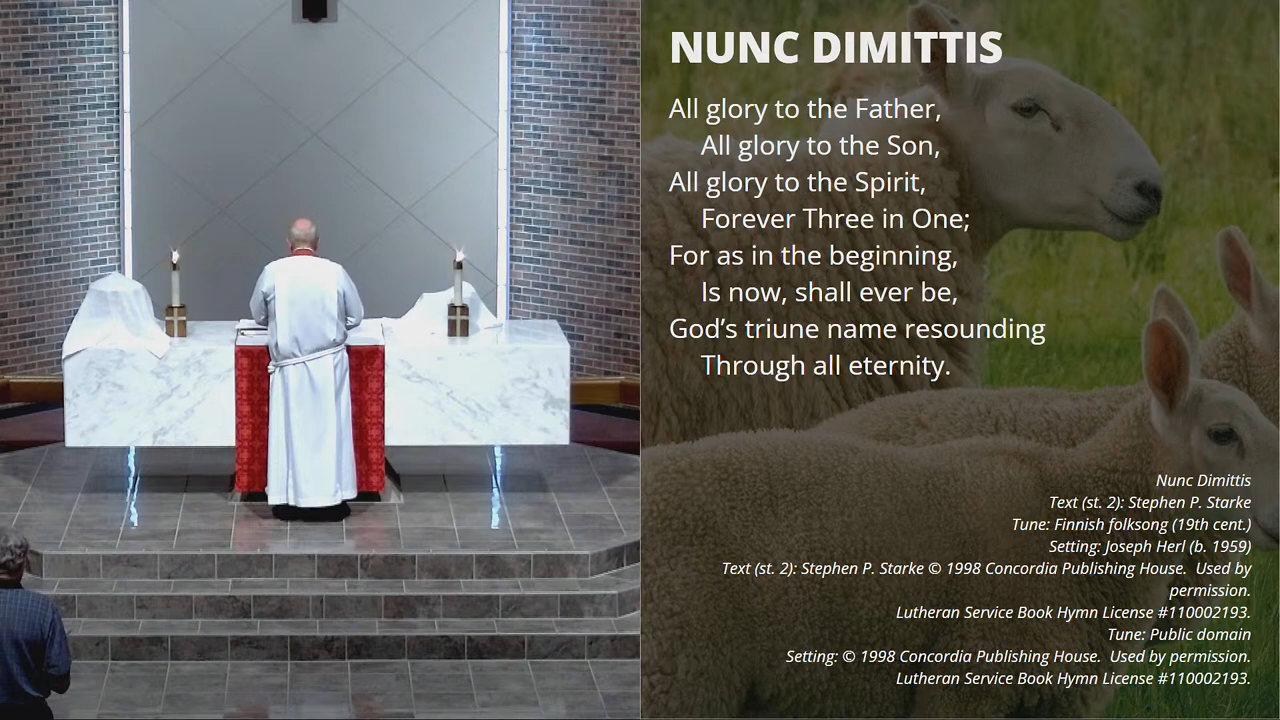 NUNC DIMITTIS
All glory to the Father,
All glory to the Son,
All glory to the Spirit,
Forever Three in One;
For as in the beginning,
Is now, shall ever be,
God’s triune name resounding
Through all eternity.
Nunc Dimittis
Text (st. 2): Stephen P. Starke
Tune: Finnish folksong (19th cent.)
Setting: Joseph Herl (b. 1959)
Text (st. 2): Stephen P. Starke © 1998 Concordia Publishing House.  Used by
permission.
Lutheran Service Book Hymn License #110002193.
Tune: Public domain
Setting: © 1998 Concordia Publishing House.  Used by permission.
Lutheran Service Book Hymn License #110002193.